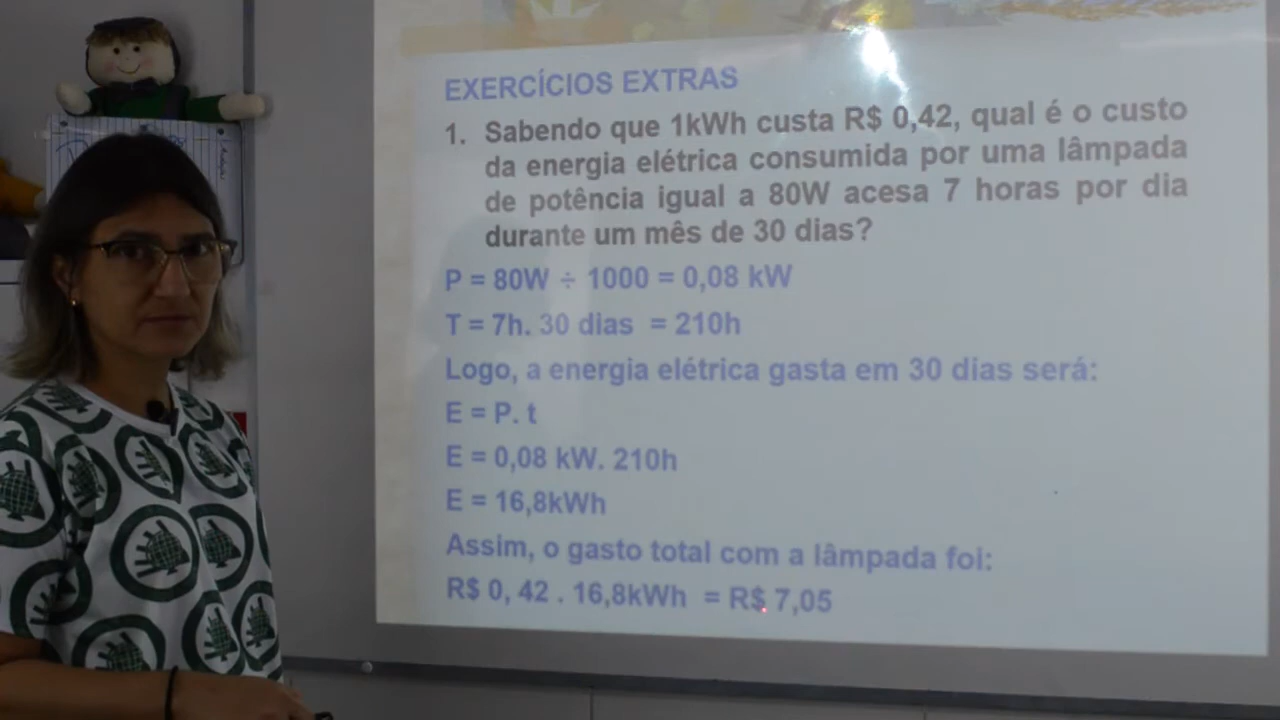 EXERCÍCIOS EXTRAS
1. Sabendo que 1kWh custa R$ 0,42, qual é o custo
da energia elétrica consumida por uma lâmpada
de potência igual a 80W acesa 7 horas por dia
durante um mês de 30 dias?
P = 80W ÷ 1000 = 0,08 kW
T = 7h. 30 dias = 210h
Logo, a energia elétrica gasta em 30 dias será:
E = P. t
E = 0,08 kW. 210h
E = 16,8kWh
Assim, o gasto total com a lâmpada foi:
R$ 0, 42 . 16,8kWh = R$ 7,05